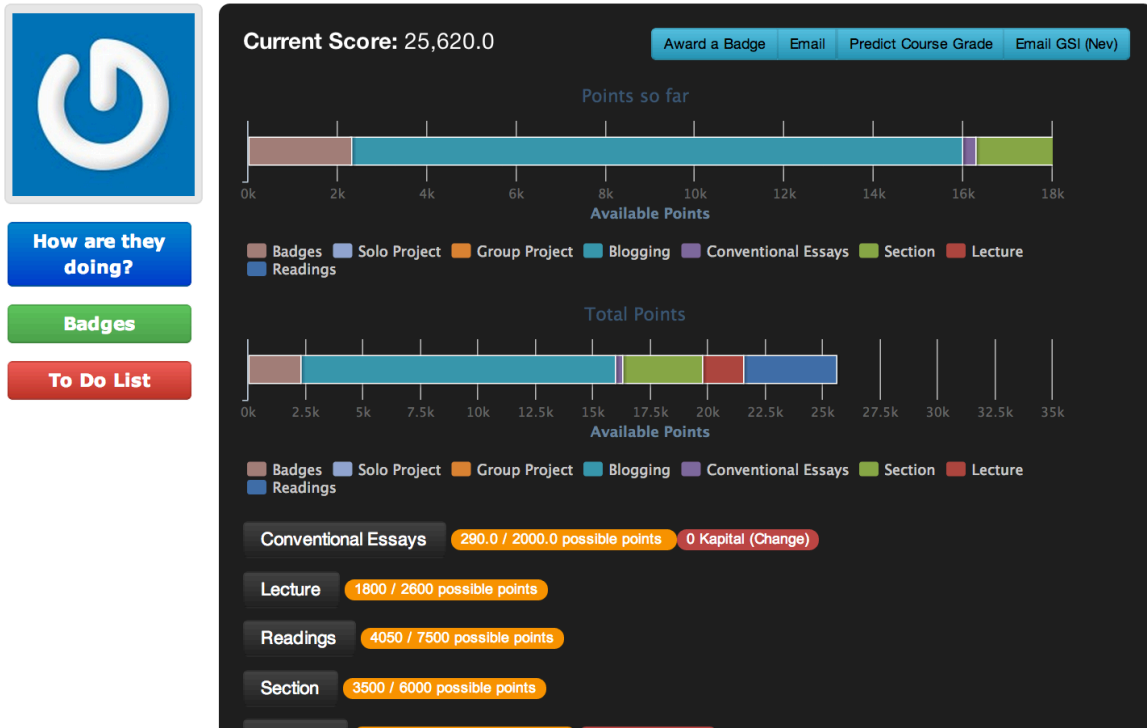 Current Score: 25,620.0
Award a Badge Email Predict Course Grade Email GSI (Nev)
How are they
doing?
Badges
To Do List
Points so far
0k 2k 4k 6k 8k 10k 12k 14k 16k 18k
Available Points
Badges Solo Project Group Project Blogging Conventional Essays Section Lecture
Readings
Total Points
0k 2.5k 5k 7.5k 10k 12.5k 15k 17.5k 20k 22.5k 25k 27.5k 30k 32.5k 35k
Available Points
Badges Solo Project Group Project Blogging Conventional Essays Section Lecture
Readings
Conventional Essays 290.0 / 2000.0 possible points 0 Kapital (Change)
Lecture 1800 / 2600 possible points
Readings 4050 / 7500 possible points
Section 3500 / 6000 possible points